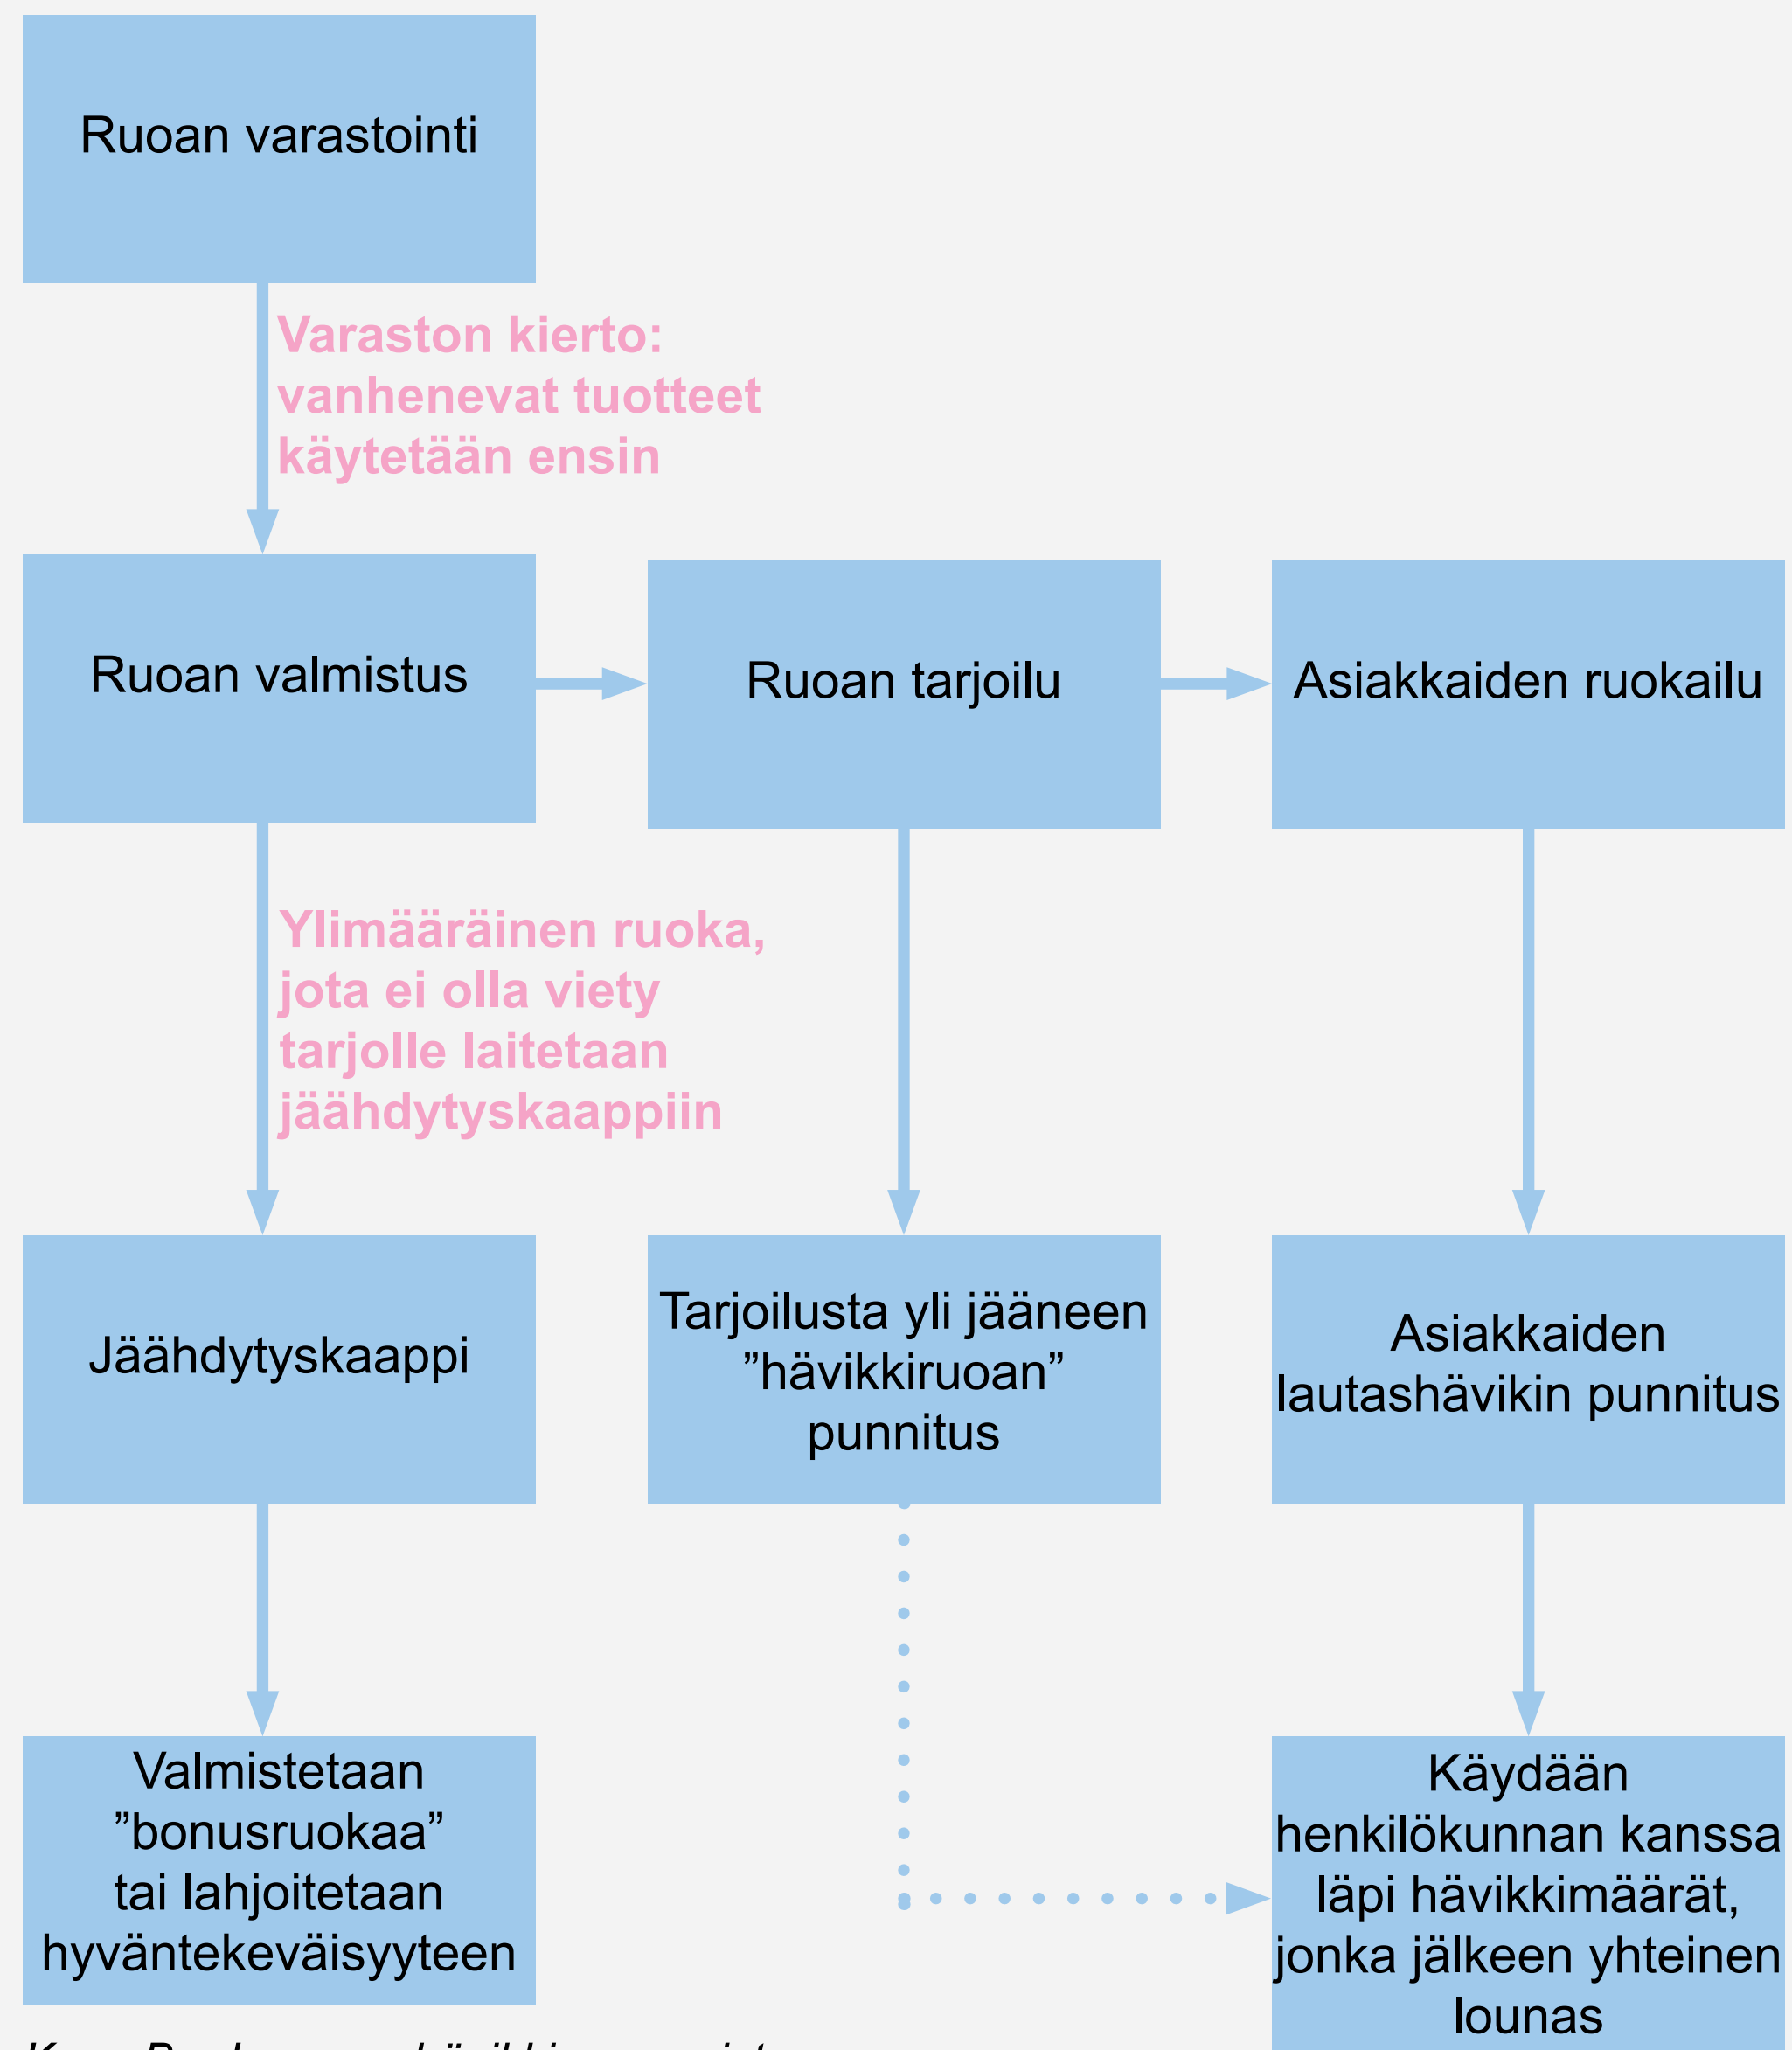 Ruoan varastointi
Varaston kierto:
vanhenevat tuotteet
käytetään ensin
Ruoan valmistus
Ruoan tarjoilu
Asiakkaiden ruokailu
Ylimääräinen ruoka,
jota ei olla viety
tarjolle laitetaan
jäähdytyskaappiin
Jäähdytyskaappi
Tarjoilusta yli jääneen
”hävikkiruoan”
punnitus
Asiakkaiden
lautashävikin punnitus
Valmistetaan
”bonusruokaa”
tai lahjoitetaan
hyväntekeväisyyteen
Käydään
henkilökunnan kanssa
läpi hävikkimäärät,
jonka jälkeen yhteinen
lounas